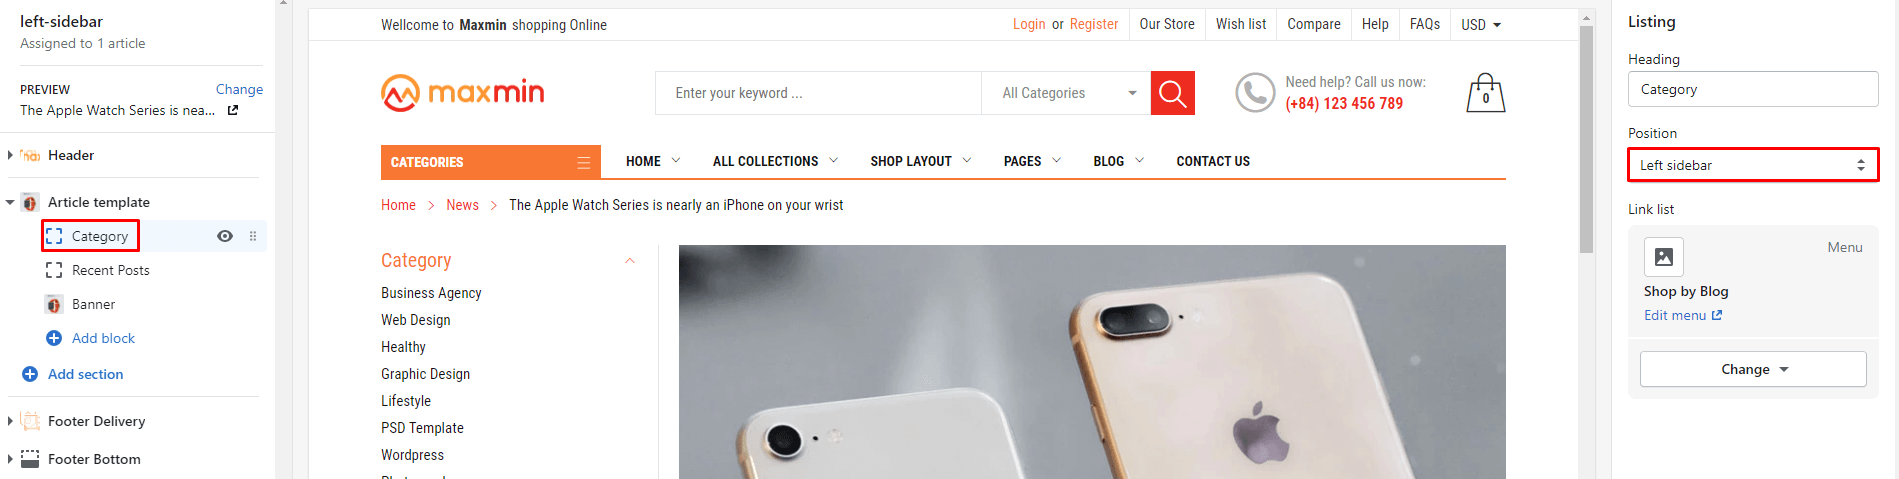 left-sidebar
Assigned to 1 article
PREVIEW Change
The Apple Watch Series is nea...
Header
Article template
Category
Recent Posts
Banner
Add block
Add section
Footer Delivery
Footer Bottom
Wellcome to Maxmin shopping Online
Login or Register Our Store Wish list Compare Help FAQs USD
maxmin
Enter your keyword ... All Categories
Need help? Call us now:
(+84) 123 456 789
0
CATEGORIES HOME ALL COLLECTIONS SHOP LAYOUT PAGES BLOG CONTACT US
Home News The Apple Watch Series is nearly an iPhone on your wrist
Category
Business Agency
Web Design
Healthy
Graphic Design
Lifestyle
PSD Template
Wordpress
Listing
Heading
Category
Position
Left sidebar
Link list
Menu
Shop by Blog
Edit menu
Change